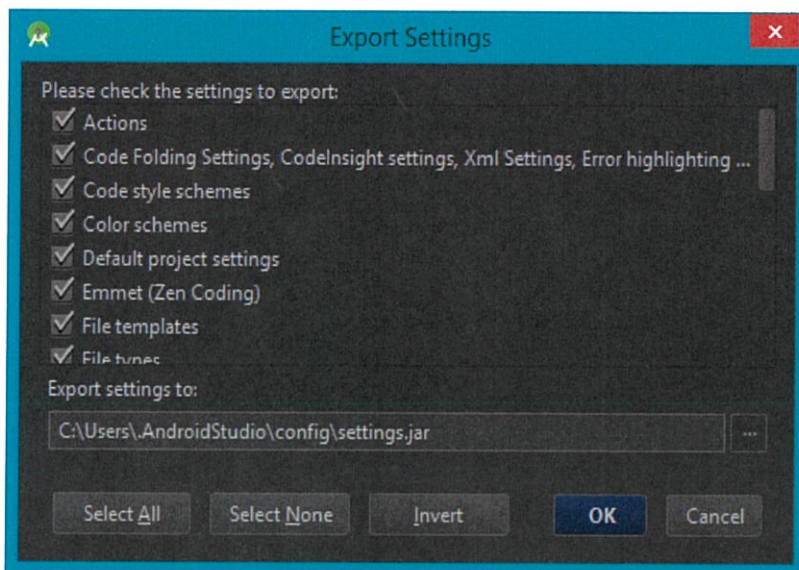 Export Settings
Please check the settings to export:
Actions
Code Folding Settings, CodeInsight settings, Xml Settings, Error highlighting ...
Code style schemes
Color schemes
Default project settings
Emmet (Zen Coding)
File templates
File types
Export settings to:
C:\Users\.AndroidStudio\config\settings.jar
...
Select All
Select None
Invert
OK
Cancel